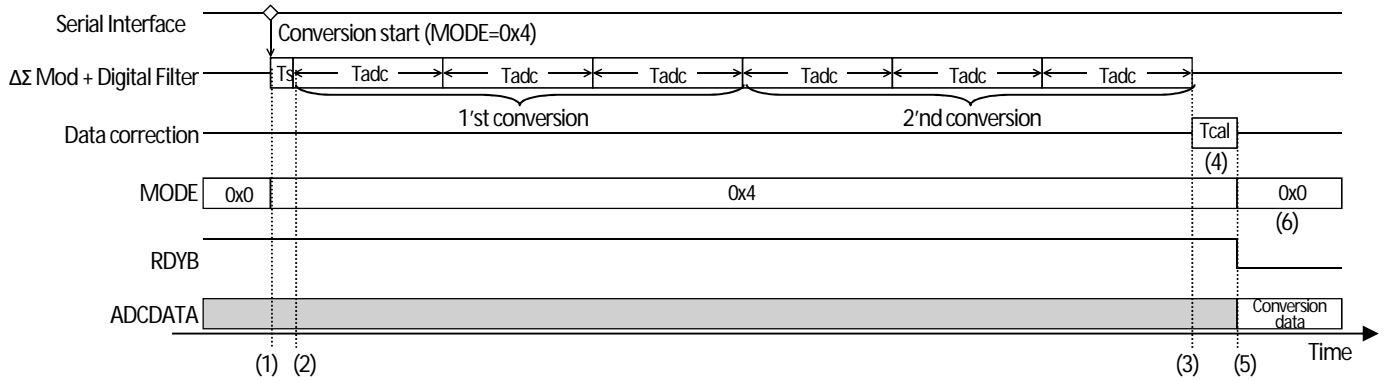 Serial Interface
Conversion start (MODE=0x4)
ΔΣ Mod + Digital Filter Ts Tadc Tadc Tadc Tadc Tadc Tadc
1'st conversion 2'nd conversion
Data correction Tcal
(4)
MODE 0x0 0x4 0x0
(6)
RDYB
ADCDATA Conversion
data
Time
(1) (2) (3) (5)